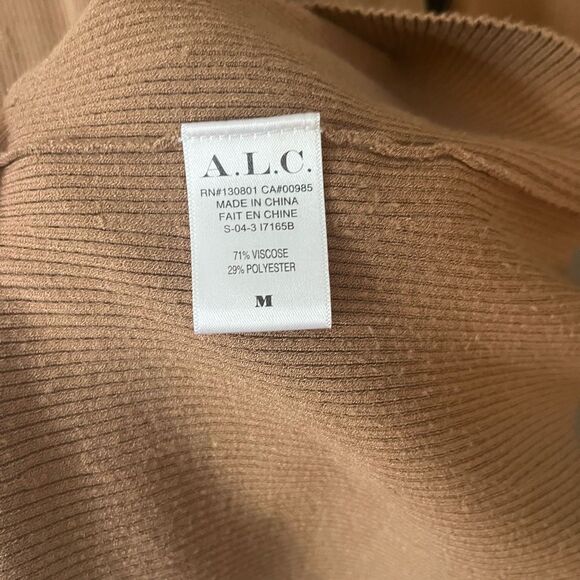 A.L.C.
RN#130801 CA#00985
MADE IN CHINA
FAIT EN CHINE
S-04-3 I7165B
71% VISCOSE
29% POLYESTER
M